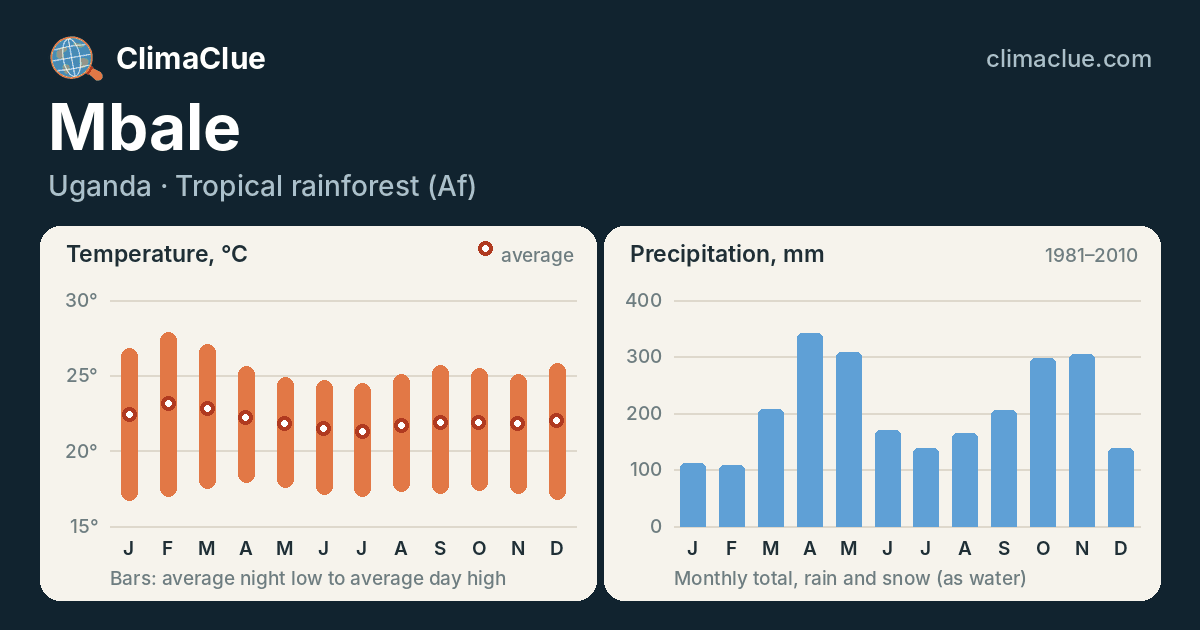 ClimaClue
climaclue.com
Mbale
Uganda · Tropical rainforest (Af)
Temperature, °C
average
30°
25°
20°
15°
J F M A M J J A S O N D
Bars: average night low to average day high
Precipitation, mm
1981–2010
400
300
200
100
0
J F M A M J J A S O N D
Monthly total, rain and snow (as water)